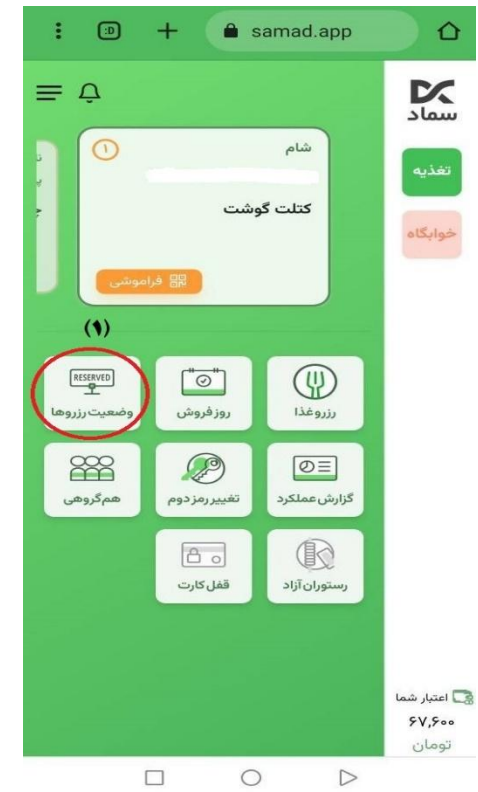 samad.app
:D
سماد
تغذیه
خوابگاه
شام
۱
کتلت گوشت
فراموشی
(۱)
رزرو غذا
روز فروش
وضعیت رزروها
RESERVED
گزارش عملکرد
تغییر رمز دوم
هم‌گروهی
رستوران آزاد
قفل کارت
اعتبار شما
۶۷,۶۰۰
تومان